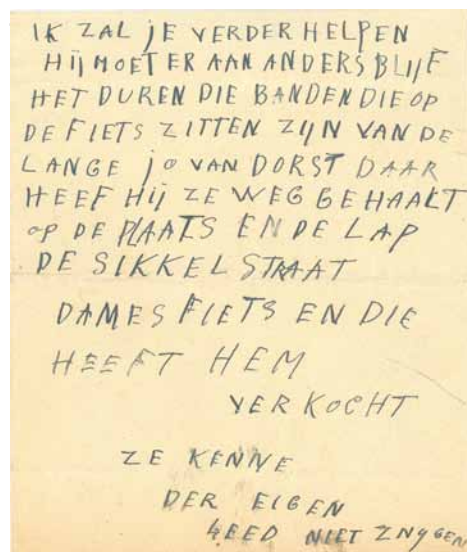 IK ZAL JE VERDER HELPEN
HIJ MOET ER AAN ANDERS BLIJF
HET DUREN DIE BANDEN DIE OP
DE FIETS ZITTEN ZIJN VAN DE
LANGE JO VAN DORST DAAR
HEEF HIJ ZE WEG GEHAALT
OP DE PLAATS EN DE LAP
DE SIKKEL STRAAT
DAMES FIETS EN DIE
HEEFT HEM
VERKOCHT
ZE KENNE
DER EIGEN
LEED NIET